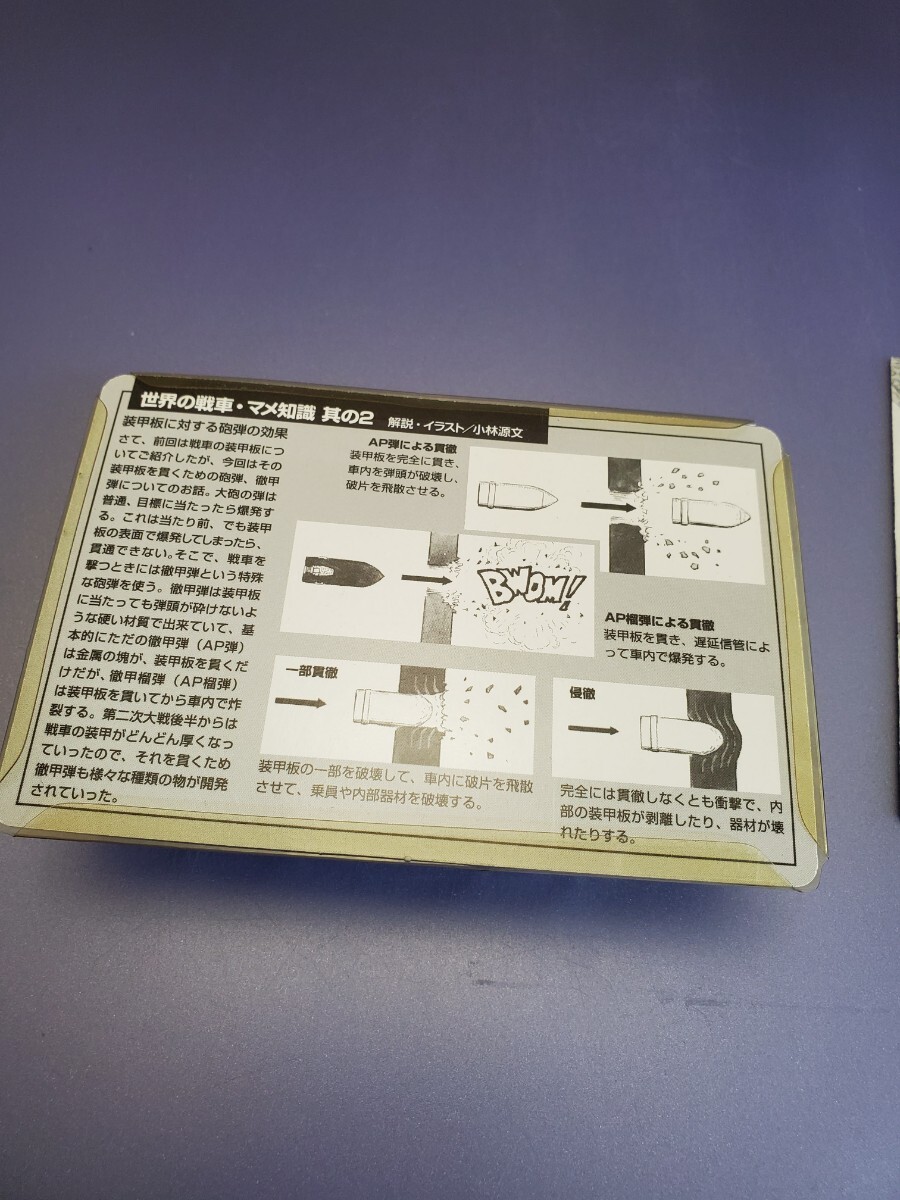 世界の戦車・マメ知識 其の2 解説・イラスト/小林源文
装甲板に対する砲弾の効果
さて、前回は戦車の装甲板につ
いてご紹介したが、今回はその
装甲板を貫くための砲弾、徹甲
弾についてのお話。大砲の弾は
普通、目標に当たったら爆発す
る。これは当たり前、でも装甲
板の表面で爆発してしまったら、
貫通できない。そこで、戦車を
撃つときには徹甲弾という特殊
な砲弾を使う。徹甲弾は装甲板
に当たっても弾頭が砕けないよ
うな硬い材質で出来ていて、基
本的にただの徹甲弾（AP弾）
は金属の塊が、装甲板を貫くだ
けだが、徹甲榴弾（AP榴弾）
は装甲板を貫いてから車内で炸
裂する。第二次大戦後半からは
戦車の装甲がどんどん厚くなっ
ていったので、それを貫くため
徹甲弾も様々な種類の物が開発
されていった。
AP弾による貫徹
装甲板を完全に貫き、
車内を弾頭が破壊し、
破片を飛散させる。
BWOM!
AP榴弾による貫徹
装甲板を貫き、遅延信管によ
って車内で爆発する。
一部貫徹
装甲板の一部を破壊して、車内に破片を飛散
させて、乗員や内部器材を破壊する。
侵徹
完全には貫徹しなくとも衝撃で、内
部の装甲板が剥離したり、器材が壊
れたりする。